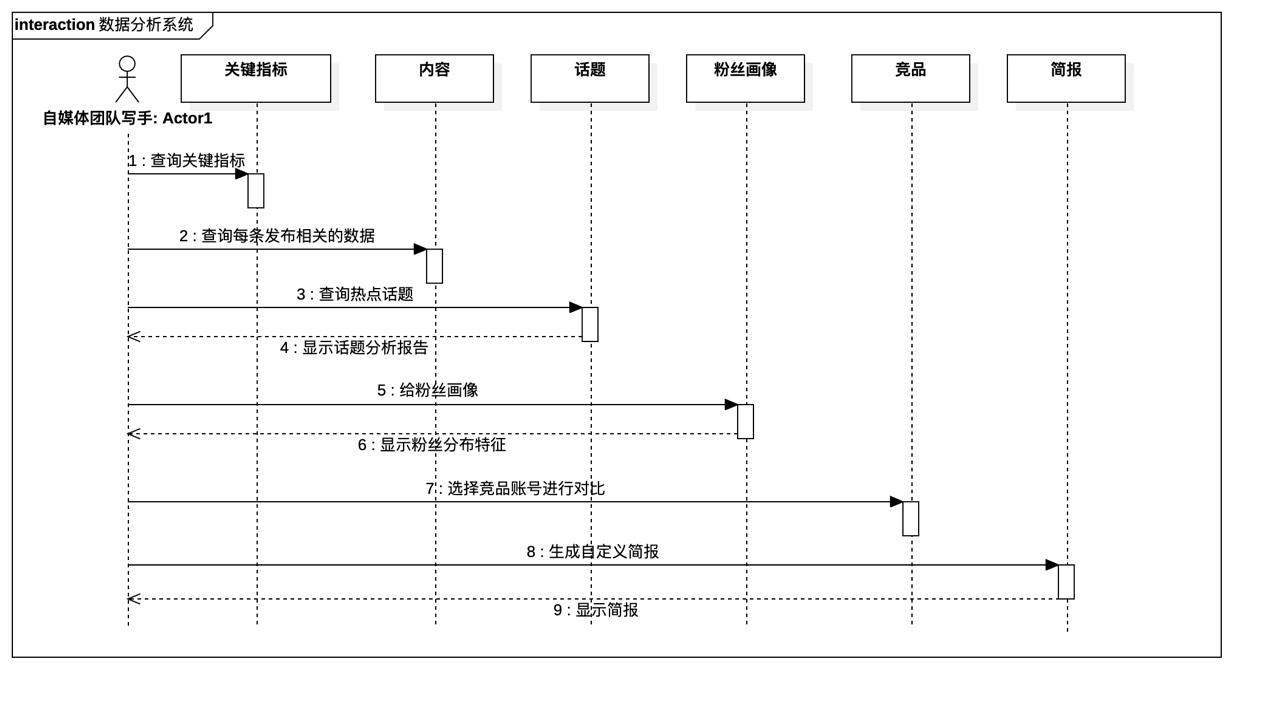 interaction 数据分析系统
关键指标
内容
话题
粉丝画像
竞品
简报
自媒体团队写手: Actor1
1 : 查询关键指标
2 : 查询每条发布相关的数据
3 : 查询热点话题
4 : 显示话题分析报告
5 : 给粉丝画像
6 : 显示粉丝分布特征
7 : 选择竞品账号进行对比
8 : 生成自定义简报
9 : 显示简报